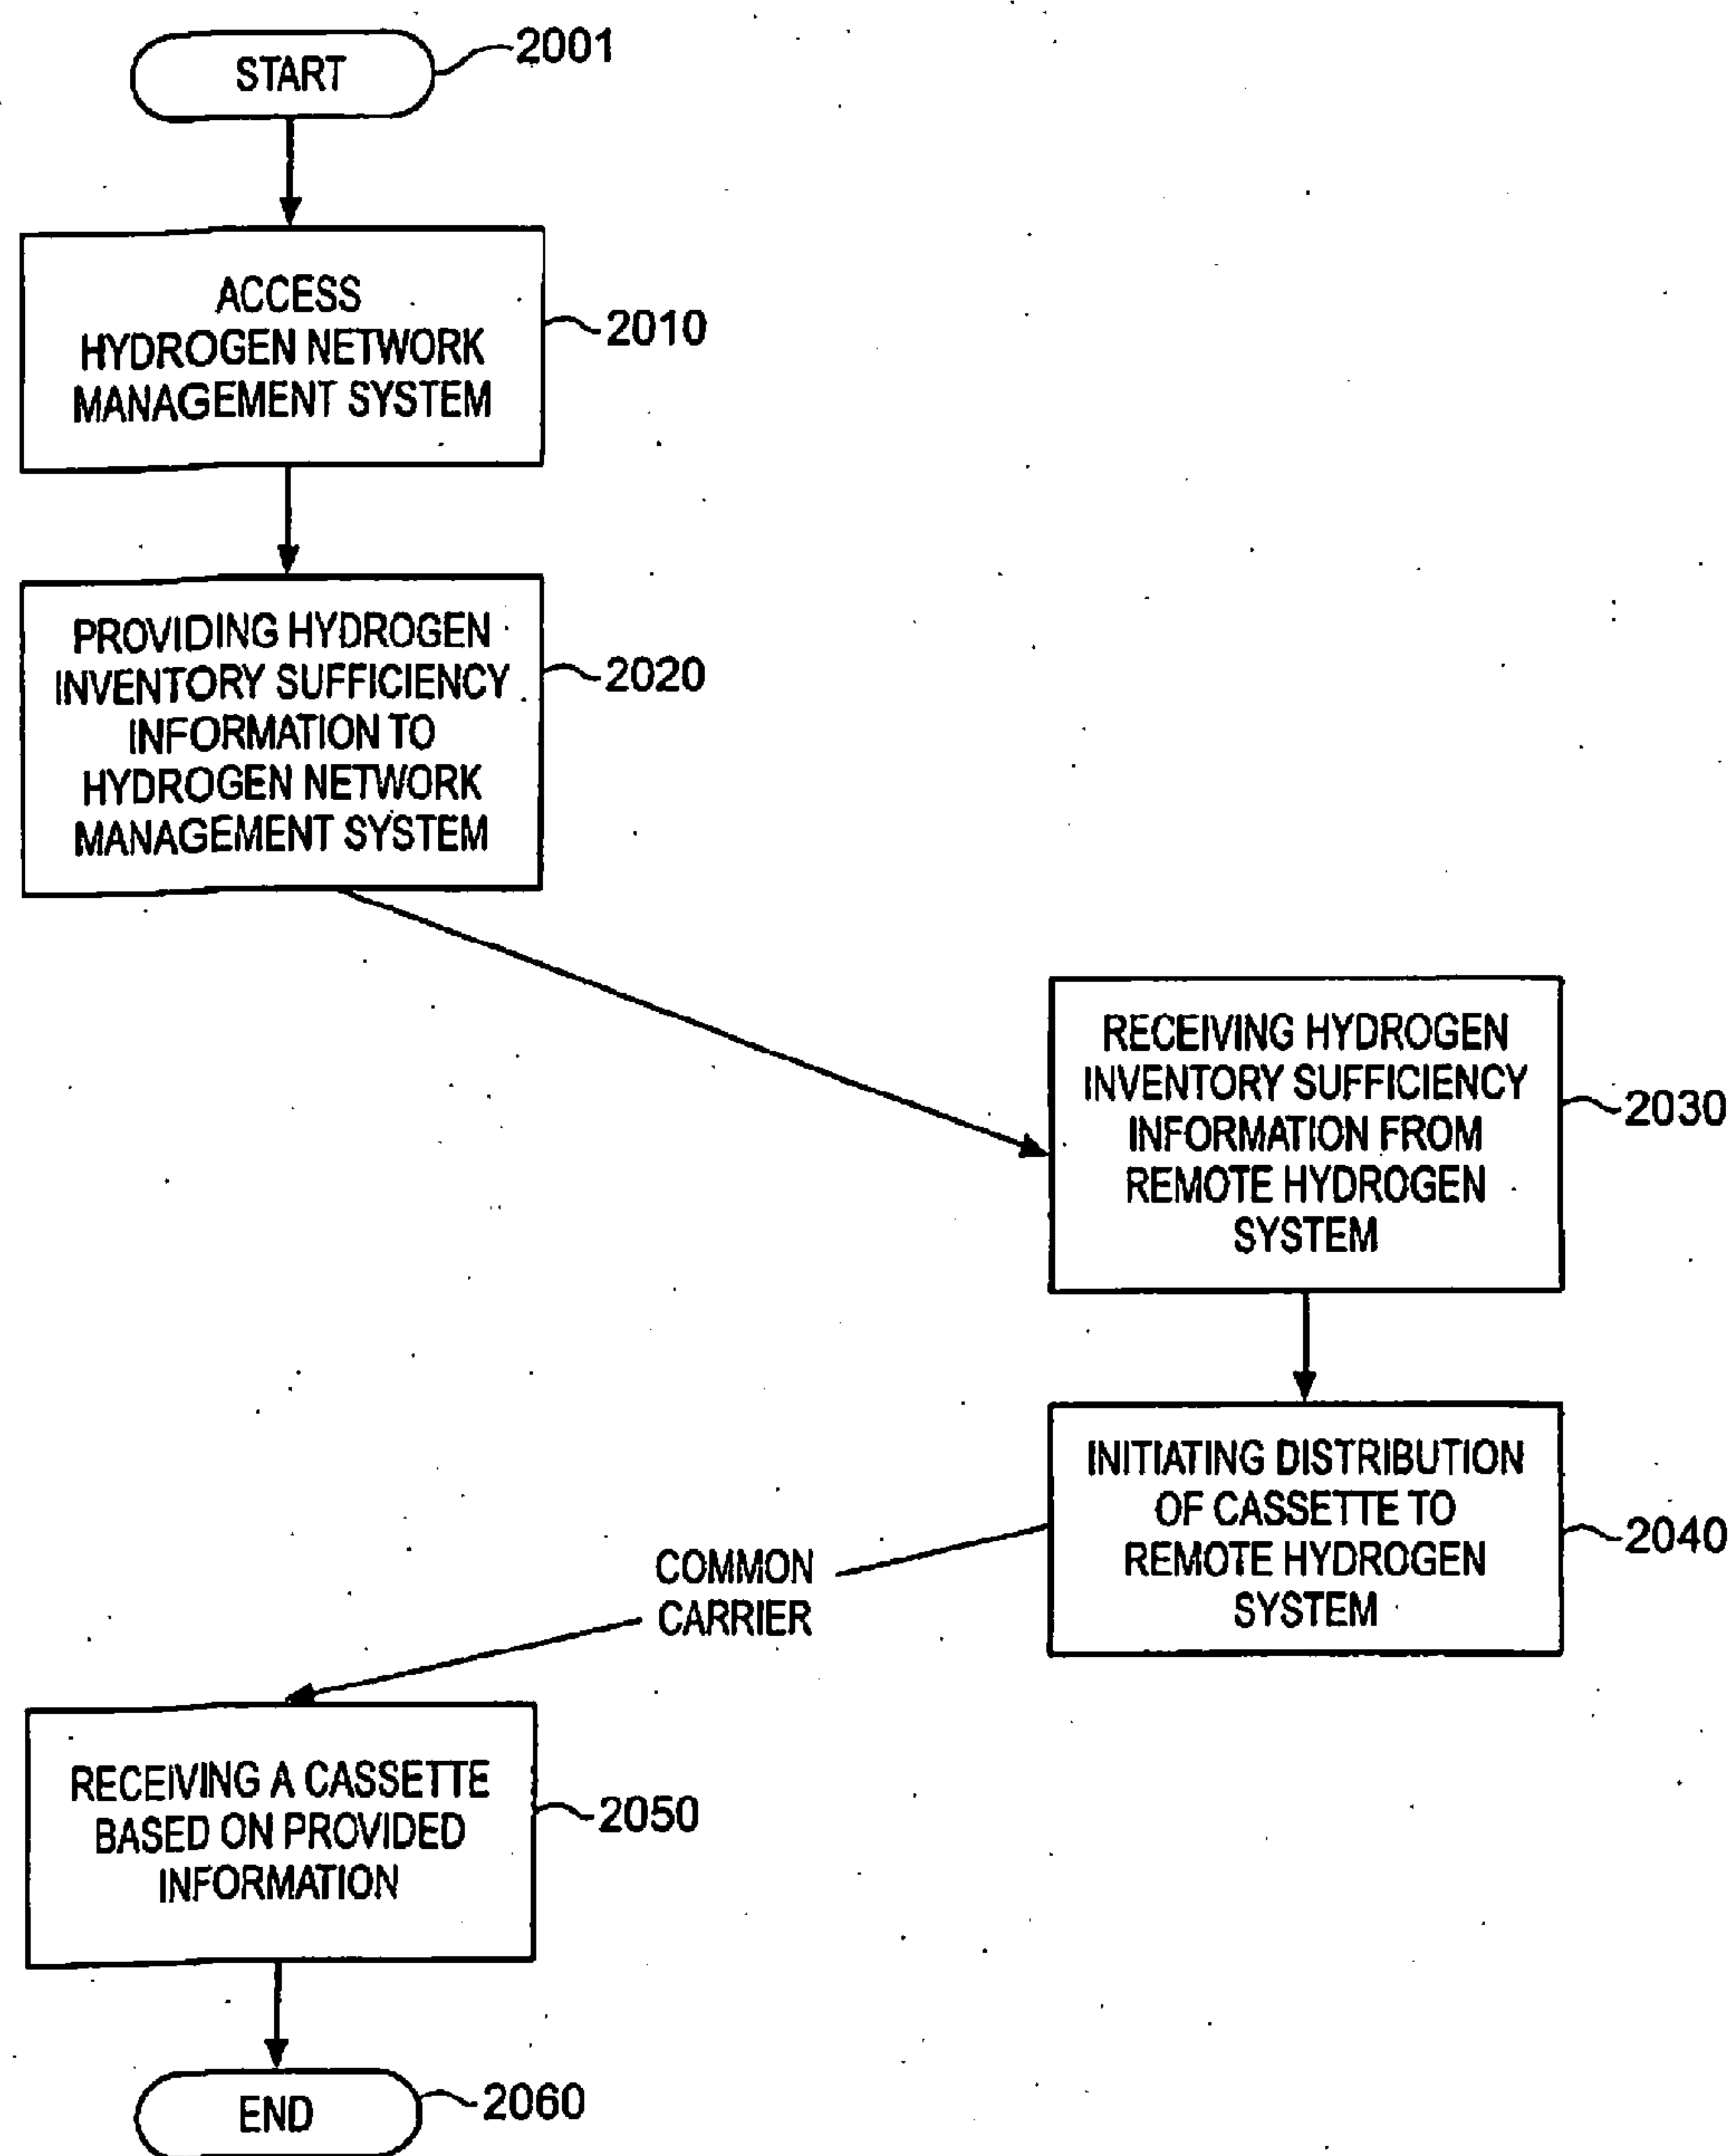 START
2001
ACCESS
HYDROGEN NETWORK
MANAGEMENT SYSTEM
2010
PROVIDING HYDROGEN
INVENTORY SUFFICIENCY
INFORMATION TO
HYDROGEN NETWORK
MANAGEMENT SYSTEM
2020
RECEIVING HYDROGEN
INVENTORY SUFFICIENCY
INFORMATION FROM
REMOTE HYDROGEN
SYSTEM
2030
INITIATING DISTRIBUTION
OF CASSETTE TO
REMOTE HYDROGEN
SYSTEM
2040
COMMON
CARRIER
RECEIVING A CASSETTE
BASED ON PROVIDED
INFORMATION
2050
END
2060